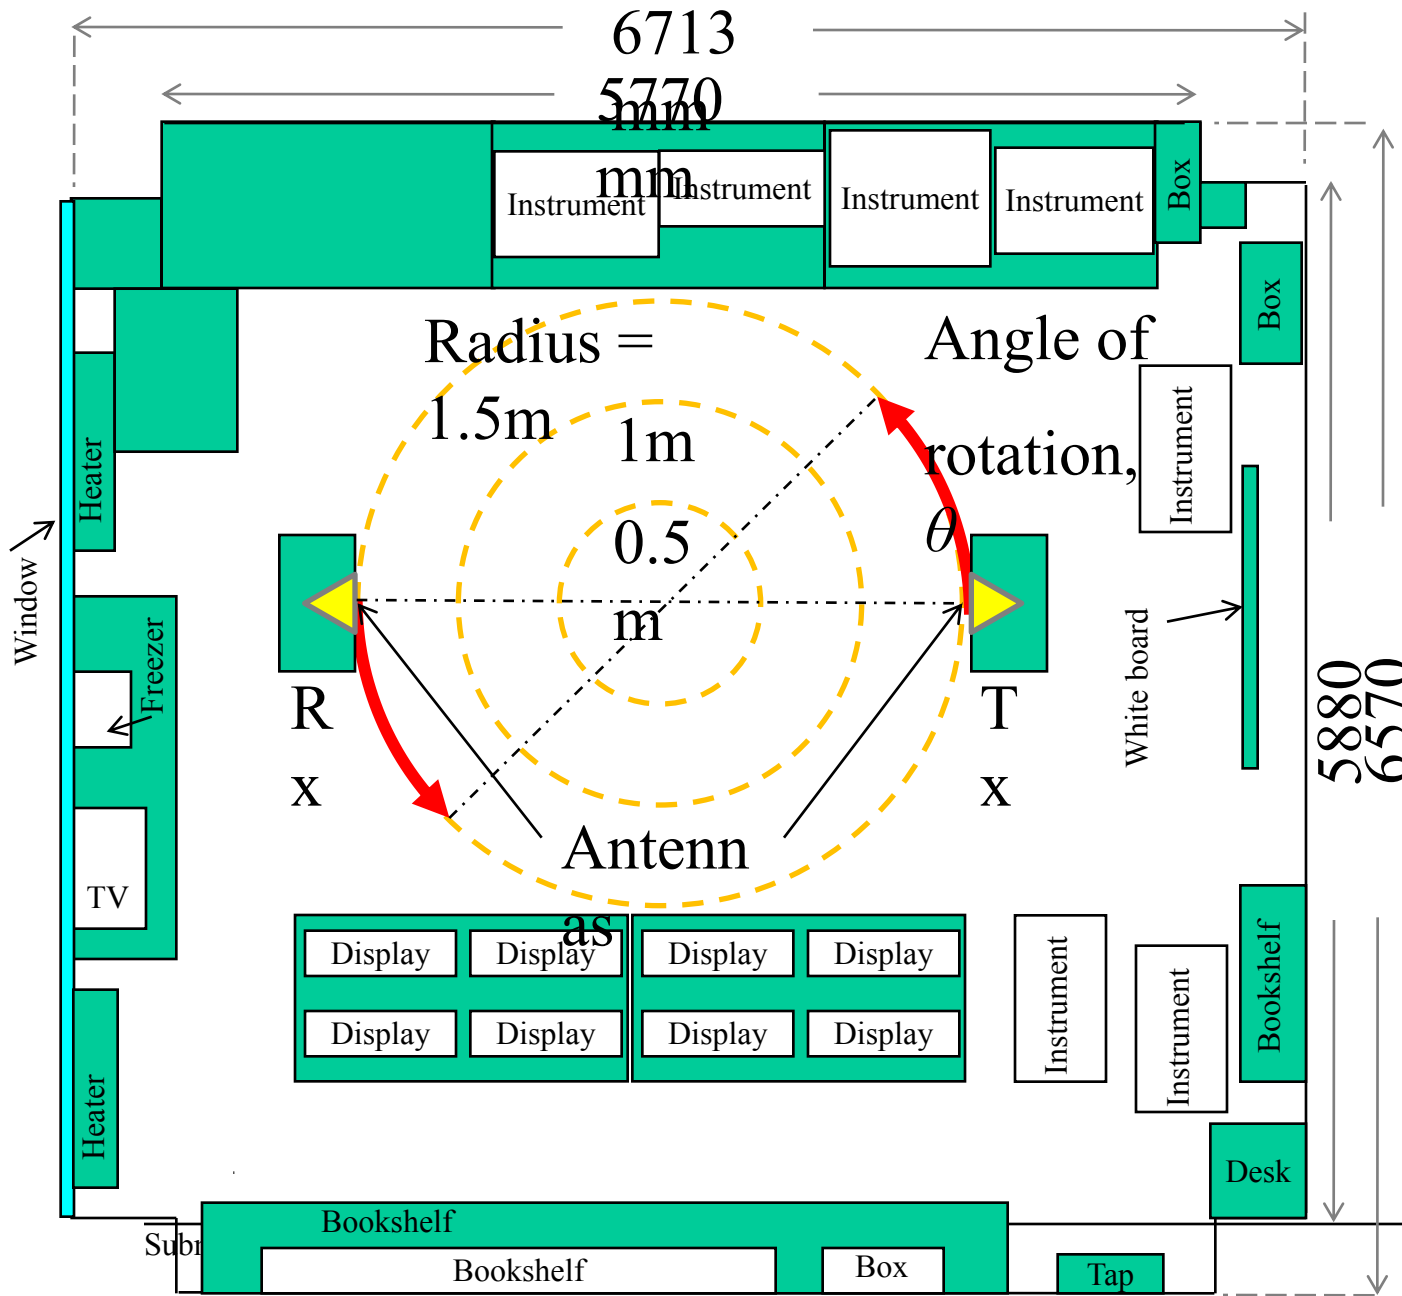 6713
mm
5770
mm
Instrument
Instrument
Instrument
Instrument
Box
Box
Radius =
1.5m
1m
0.5
m
Angle of
rotation,
θ
Instrument
Heater
Window
Freezer
TV
Heater
R
x
T
x
White board
5880
6570
Antenn
as
Display
Display
Display
Display
Display
Display
Display
Display
Instrument
Instrument
Bookshelf
Desk
Subr
Bookshelf
Bookshelf
Box
Tap